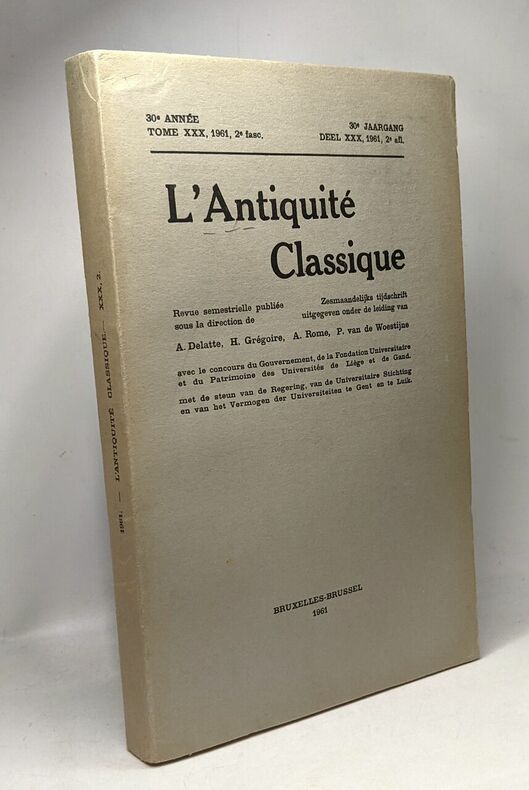 30e ANNÉE
TOME XXX, 1961, 2e fasc.
30e JAARGANG
DEEL XXX, 1961, 2e afl.
L'Antiquité
Classique
Revue semestrielle publiée
sous la direction de
Zesmaandelijks tijdschrift
uitgegeven onder de leiding van
A. Delatte, H. Grégoire, A. Rome, P. van de Woestijne
avec le concours du Gouvernement, de la Fondation Universitaire
et du Patrimoine des Universités de Liège et de Gand.
met de steun van de Regering, van de Universitaire Stichting
en van het Vermogen der Universiteiten te Gent en te Luik.
BRUXELLES-BRUSSEL
1961
1961. — L'ANTIQUITÉ CLASSIQUE. — XXX, 2.